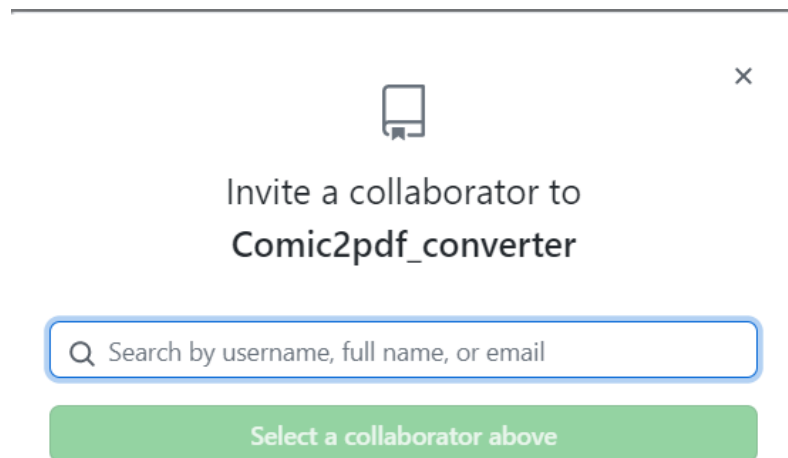 Invite a collaborator to
Comic2pdf_converter
Search by username, full name, or email
Select a collaborator above